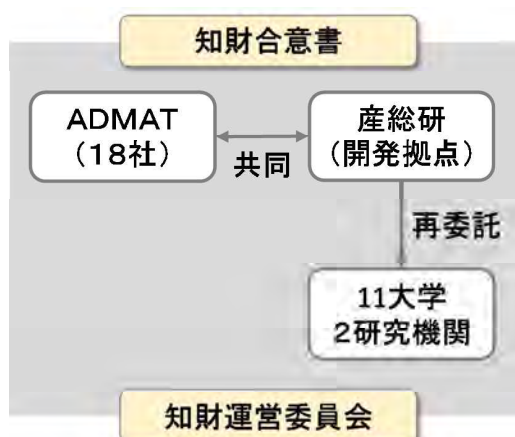 知財合意書
ADMAT
（18社）
共同
産総研
（開発拠点）
再委託
11大学
2研究機関
知財運営委員会